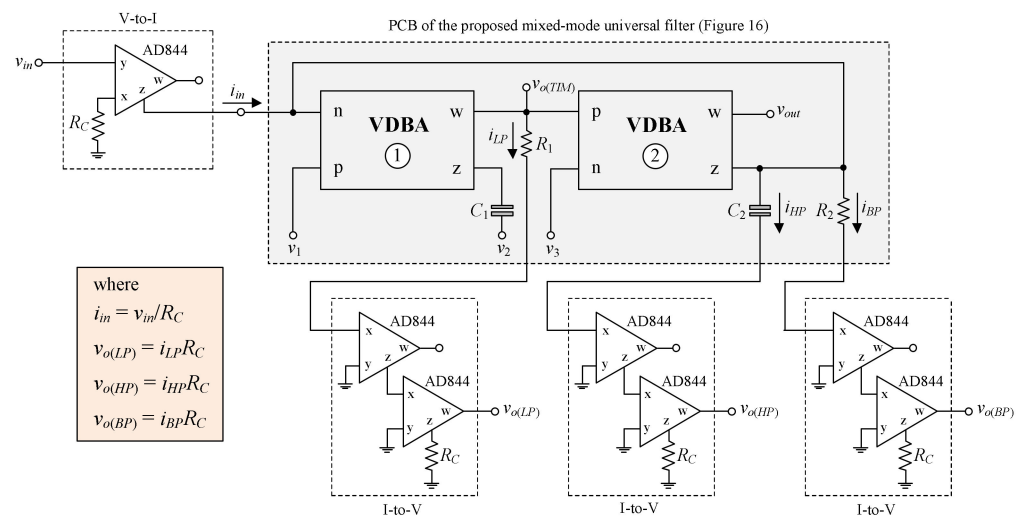 V-to-I
PCB of the proposed mixed-mode universal filter (Figure 16)
AD844
v_in
y
w
x
z
R_C
i_in
n
w
VDBA
1
p
z
v_o(TIM)
i_LP
R_1
p
w
VDBA
2
n
z
v_out
C_1
v_1
v_2
v_3
C_2
i_HP
R_2
i_BP
where
i_in = v_in/R_C
v_o(LP) = i_LP R_C
v_o(HP) = i_HP R_C
v_o(BP) = i_BP R_C
AD844
x
w
y
z
AD844
x
w
y
z
v_o(LP)
R_C
I-to-V
AD844
x
w
y
z
AD844
x
w
y
z
v_o(HP)
R_C
I-to-V
AD844
x
w
y
z
AD844
x
w
y
z
v_o(BP)
R_C
I-to-V